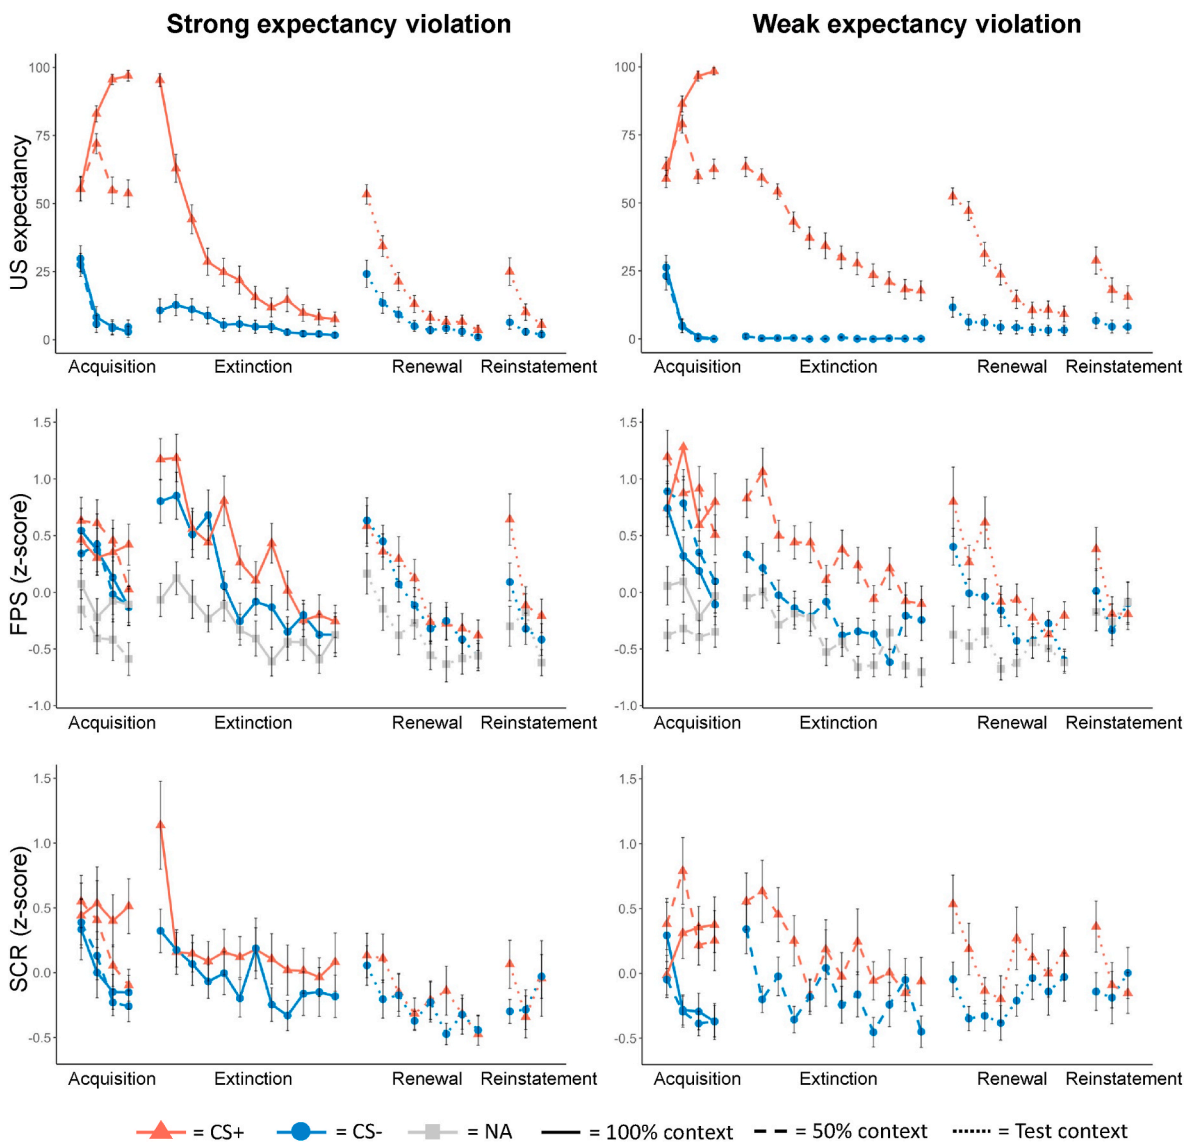 Strong expectancy violation
Weak expectancy violation
US expectancy
100
75
50
25
0
Acquisition Extinction Renewal Reinstatement
100
75
50
25
0
Acquisition Extinction Renewal Reinstatement
FPS (z-score)
1.5
1.0
0.5
0.0
-0.5
-1.0
Acquisition Extinction Renewal Reinstatement
1.5
1.0
0.5
0.0
-0.5
-1.0
Acquisition Extinction Renewal Reinstatement
SCR (z-score)
1.5
1.0
0.5
0.0
-0.5
Acquisition Extinction Renewal Reinstatement
1.5
1.0
0.5
0.0
-0.5
Acquisition Extinction Renewal Reinstatement
= CS+ = CS- = NA = 100% context = 50% context = Test context